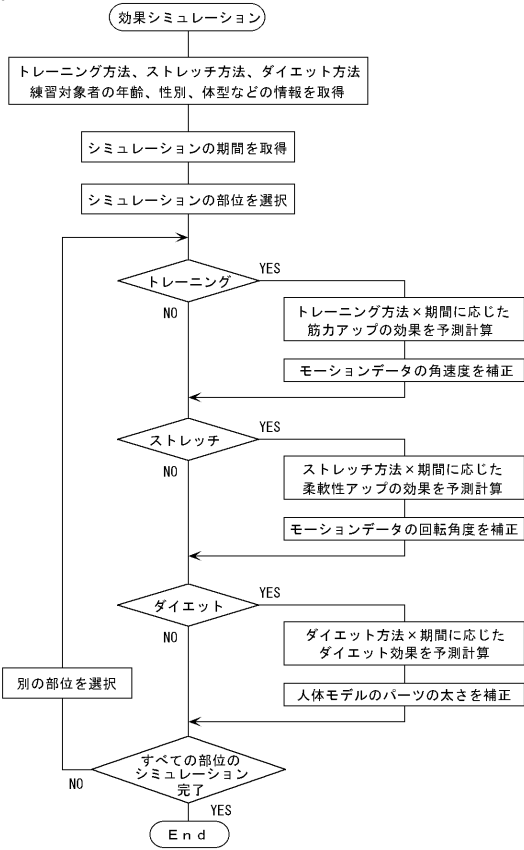 効果シミュレーション
トレーニング方法、ストレッチ方法、ダイエット方法
練習対象者の年齢、性別、体型などの情報を取得
シミュレーションの期間を取得
シミュレーションの部位を選択
トレーニング
YES
NO
トレーニング方法×期間に応じた
筋力アップの効果を予測計算
モーションデータの角速度を補正
ストレッチ
YES
NO
ストレッチ方法×期間に応じた
柔軟性アップの効果を予測計算
モーションデータの回転角度を補正
ダイエット
YES
NO
ダイエット方法×期間に応じた
ダイエット効果を予測計算
人体モデルのパーツの太さを補正
別の部位を選択
すべての部位の
シミュレーション
完了
NO
YES
End